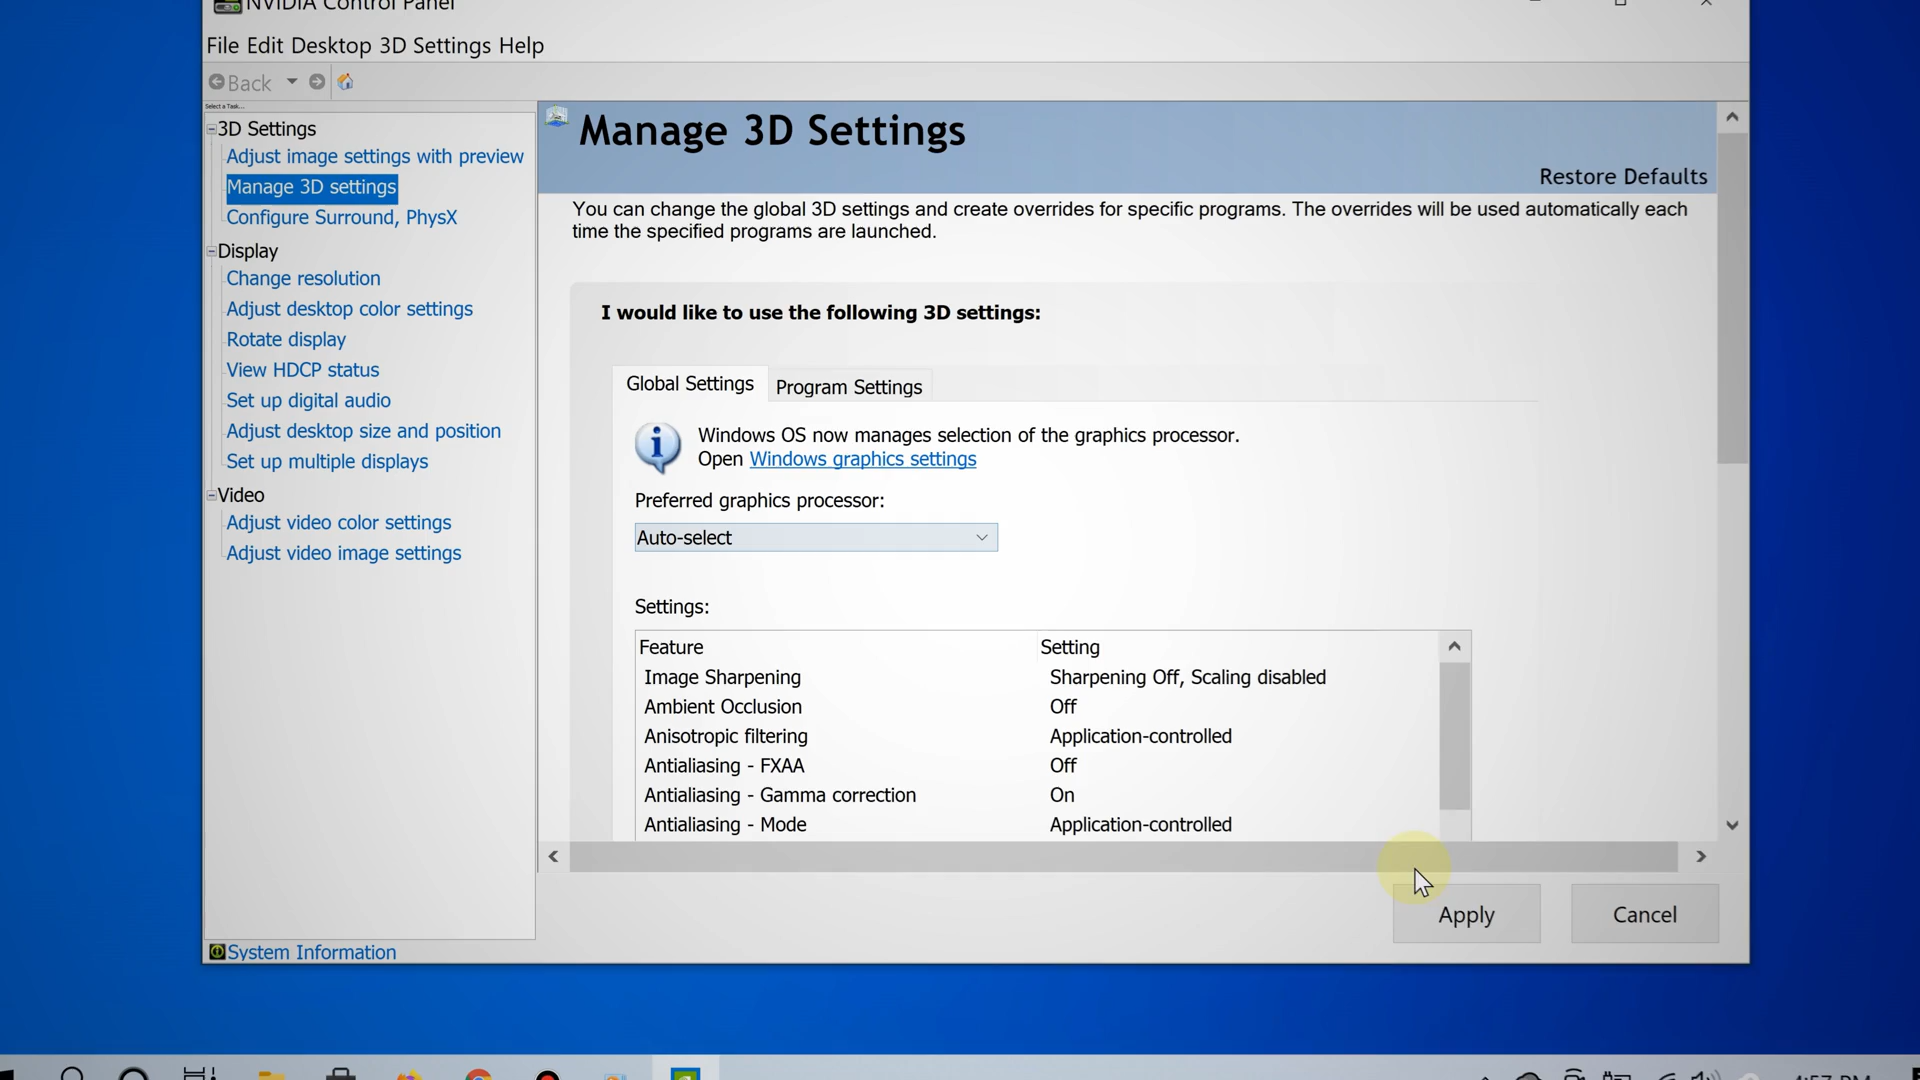 NVIDIA Control Panel
File Edit Desktop 3D Settings Help
Back
Select a Task...
3D Settings
Adjust image settings with preview
Manage 3D settings
Configure Surround, PhysX
Display
Change resolution
Adjust desktop color settings
Rotate display
View HDCP status
Set up digital audio
Adjust desktop size and position
Set up multiple displays
Video
Adjust video color settings
Adjust video image settings
System Information
Manage 3D Settings
Restore Defaults
You can change the global 3D settings and create overrides for specific programs. The overrides will be used automatically each
time the specified programs are launched.
I would like to use the following 3D settings:
Global Settings
Program Settings
Windows OS now manages selection of the graphics processor.
Open Windows graphics settings
Preferred graphics processor:
Auto-select
Settings:
Feature Setting
Image Sharpening Sharpening Off, Scaling disabled
Ambient Occlusion Off
Anisotropic filtering Application-controlled
Antialiasing - FXAA Off
Antialiasing - Gamma correction On
Antialiasing - Mode Application-controlled
Apply
Cancel
4:57 PM